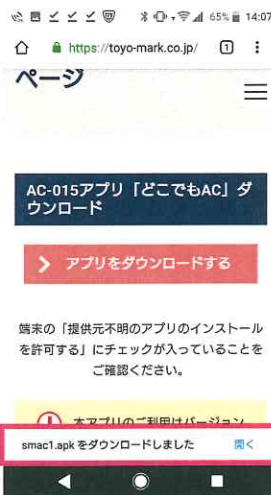 65% 14:07
https://toyo-mark.co.jp/ 1
ページ
AC-015アプリ「どこでもAC」ダ
ウンロード
アプリをダウンロードする
端末の「提供元不明のアプリのインストール
を許可する」にチェックが入っていることを
ご確認ください。
本アプリのご利用はバージョン
smac1.apk をダウンロードしました 開く